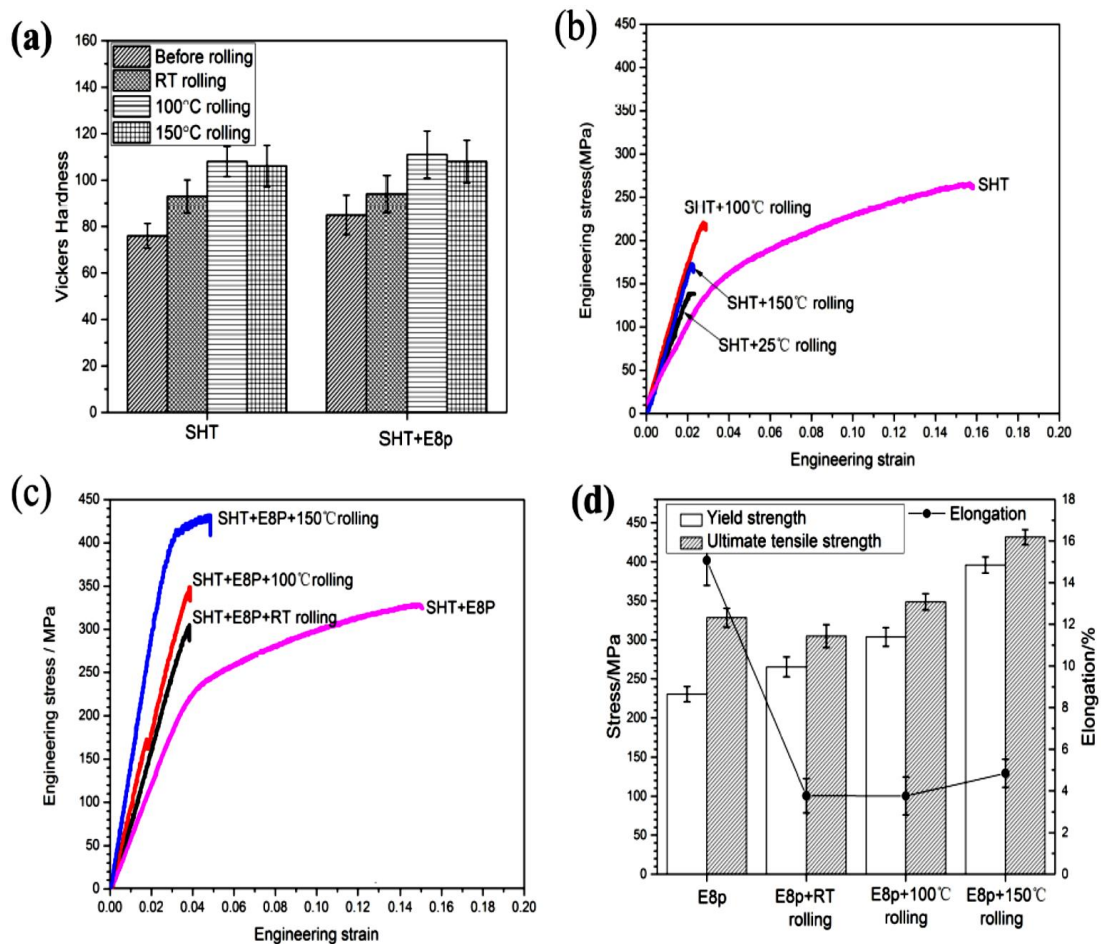 (a)
160
140
120
100
80
60
40
20
0
Vickers Hardness
Before rolling
RT rolling
100°C rolling
150°C rolling
SHT
SHT+E8p
(b)
450
400
350
300
250
200
150
100
50
0
Engineering stress(MPa)
SHT
SHT+100℃ rolling
SHT+150℃ rolling
SHT+25℃ rolling
0.00 0.02 0.04 0.06 0.08 0.10 0.12 0.14 0.16 0.18 0.20
Engineering strain
(c)
450
400
350
300
250
200
150
100
50
0
Engineering stress / MPa
SHT+E8P+150℃rolling
SHT+E8P+100℃rolling
SHT+E8P+RT rolling
SHT+E8P
0.00 0.02 0.04 0.06 0.08 0.10 0.12 0.14 0.16 0.18 0.20
Engineering strain
(d)
450
400
350
300
250
200
150
100
50
0
Stress/MPa
Yield strength
Ultimate tensile strength
Elongation
18
16
14
12
10
8
6
4
2
0
Elongation/%
E8p
E8p+RT
rolling
E8p+100℃
rolling
E8p+150℃
rolling